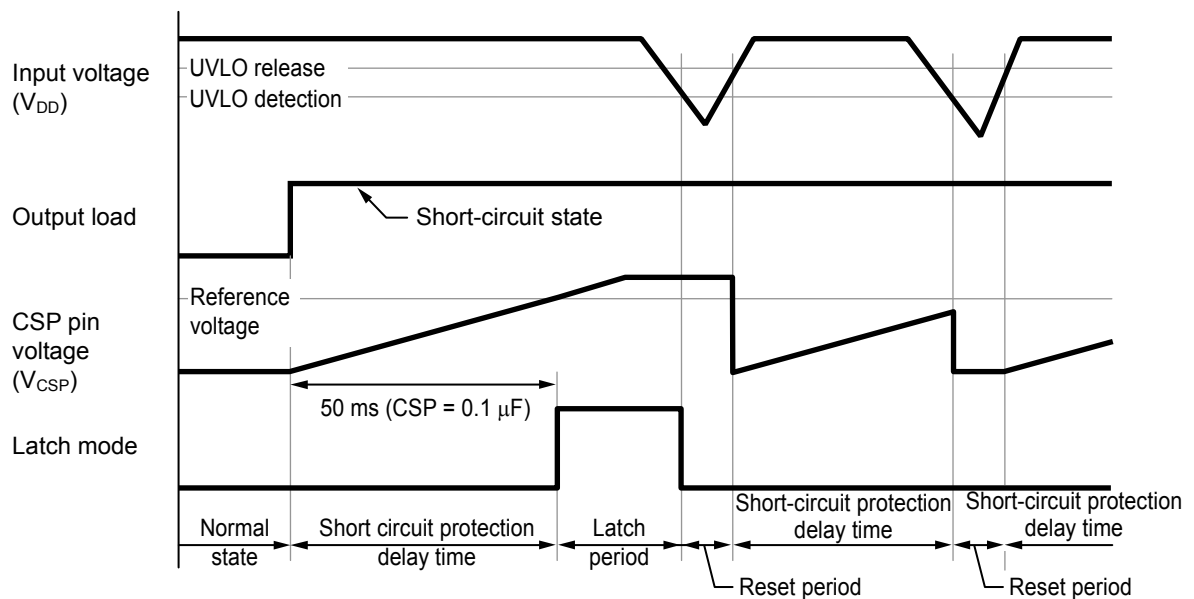 Input voltage
(VDD)
UVLO release
UVLO detection
Output load
Short-circuit state
CSP pin
voltage
(VCSP)
Reference
voltage
50 ms (CSP = 0.1 μF)
Latch mode
Normal
state
Short circuit protection
delay time
Latch
period
Reset period
Short-circuit protection
delay time
Reset period
Short-circuit protection
delay time